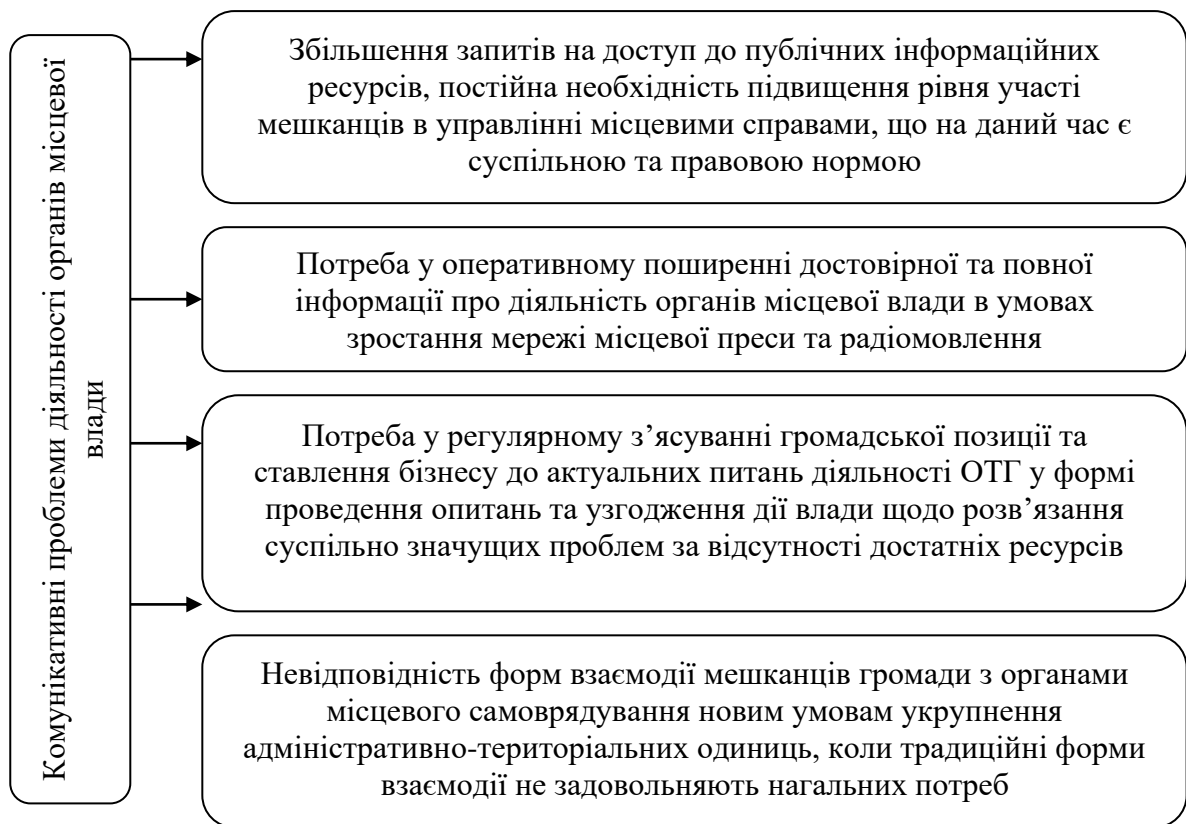 Комунікативні проблеми діяльності органів місцевої
влади
Збільшення запитів на доступ до публічних інформаційних
ресурсів, постійна необхідність підвищення рівня участі
мешканців в управлінні місцевими справами, що на даний час є
суспільною та правовою нормою
Потреба у оперативному поширенні достовірної та повної
інформації про діяльність органів місцевої влади в умовах
зростання мережі місцевої преси та радіомовлення
Потреба у регулярному з’ясуванні громадської позиції та
ставлення бізнесу до актуальних питань діяльності ОТГ у формі
проведення опитань та узгодження дії влади щодо розв’язання
суспільно значущих проблем за відсутності достатніх ресурсів
Невідповідність форм взаємодії мешканців громади з органами
місцевого самоврядування новим умовам укрупнення
адміністративно-територіальних одиниць, коли традиційні форми
взаємодії не задовольняють нагальних потреб